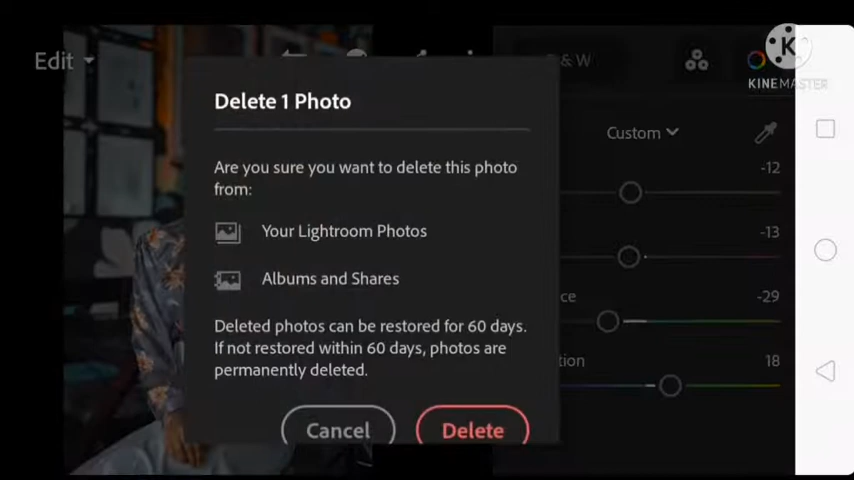 Edit
& W
KINEMASTER
Delete 1 Photo
Custom
Are you sure you want to delete this photo
from:
-12
Your Lightroom Photos
-13
Albums and Shares
ce
-29
Deleted photos can be restored for 60 days.
If not restored within 60 days, photos are
permanently deleted.
tion
18
Cancel
Delete